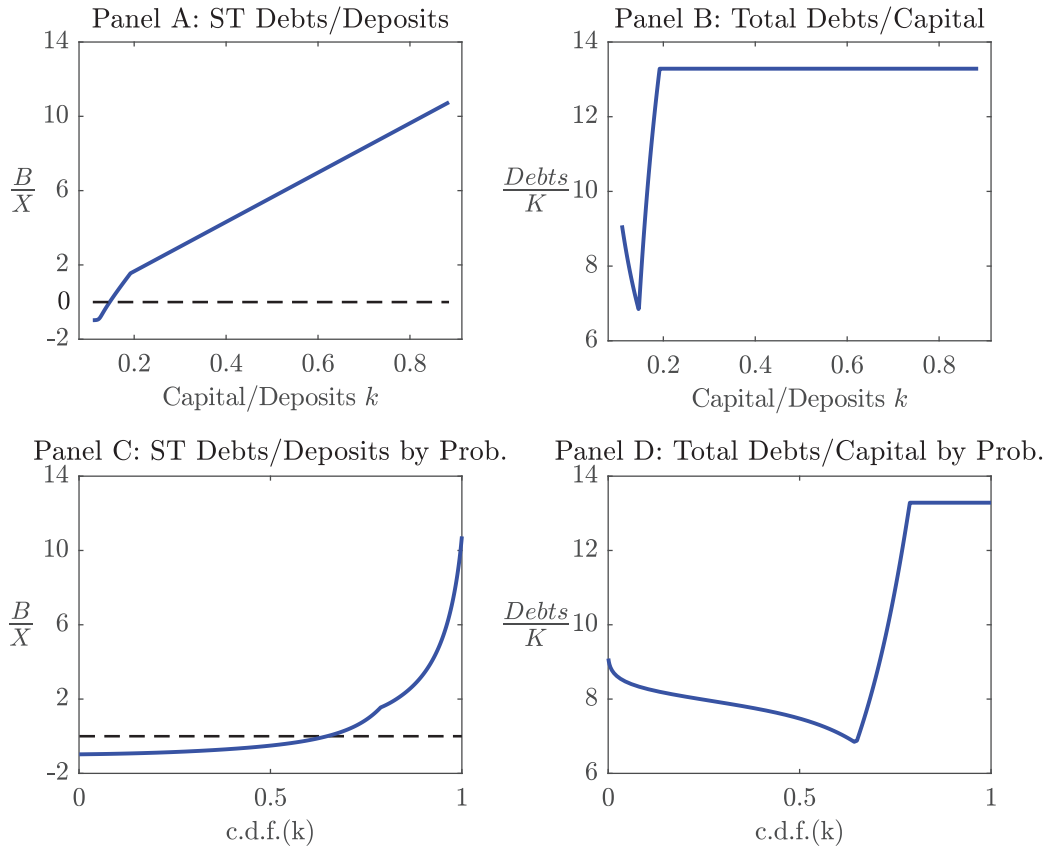 Panel A: ST Debts/Deposits
14
10
6
2
0
-2
B
X
0.2 0.4 0.6 0.8
Capital/Deposits k
Panel B: Total Debts/Capital
14
12
10
8
6
Debts
K
0.2 0.4 0.6 0.8
Capital/Deposits k
Panel C: ST Debts/Deposits by Prob.
14
10
6
2
-2
B
X
0 0.5 1
c.d.f.(k)
Panel D: Total Debts/Capital by Prob.
14
12
10
8
6
Debts
K
0 0.5 1
c.d.f.(k)